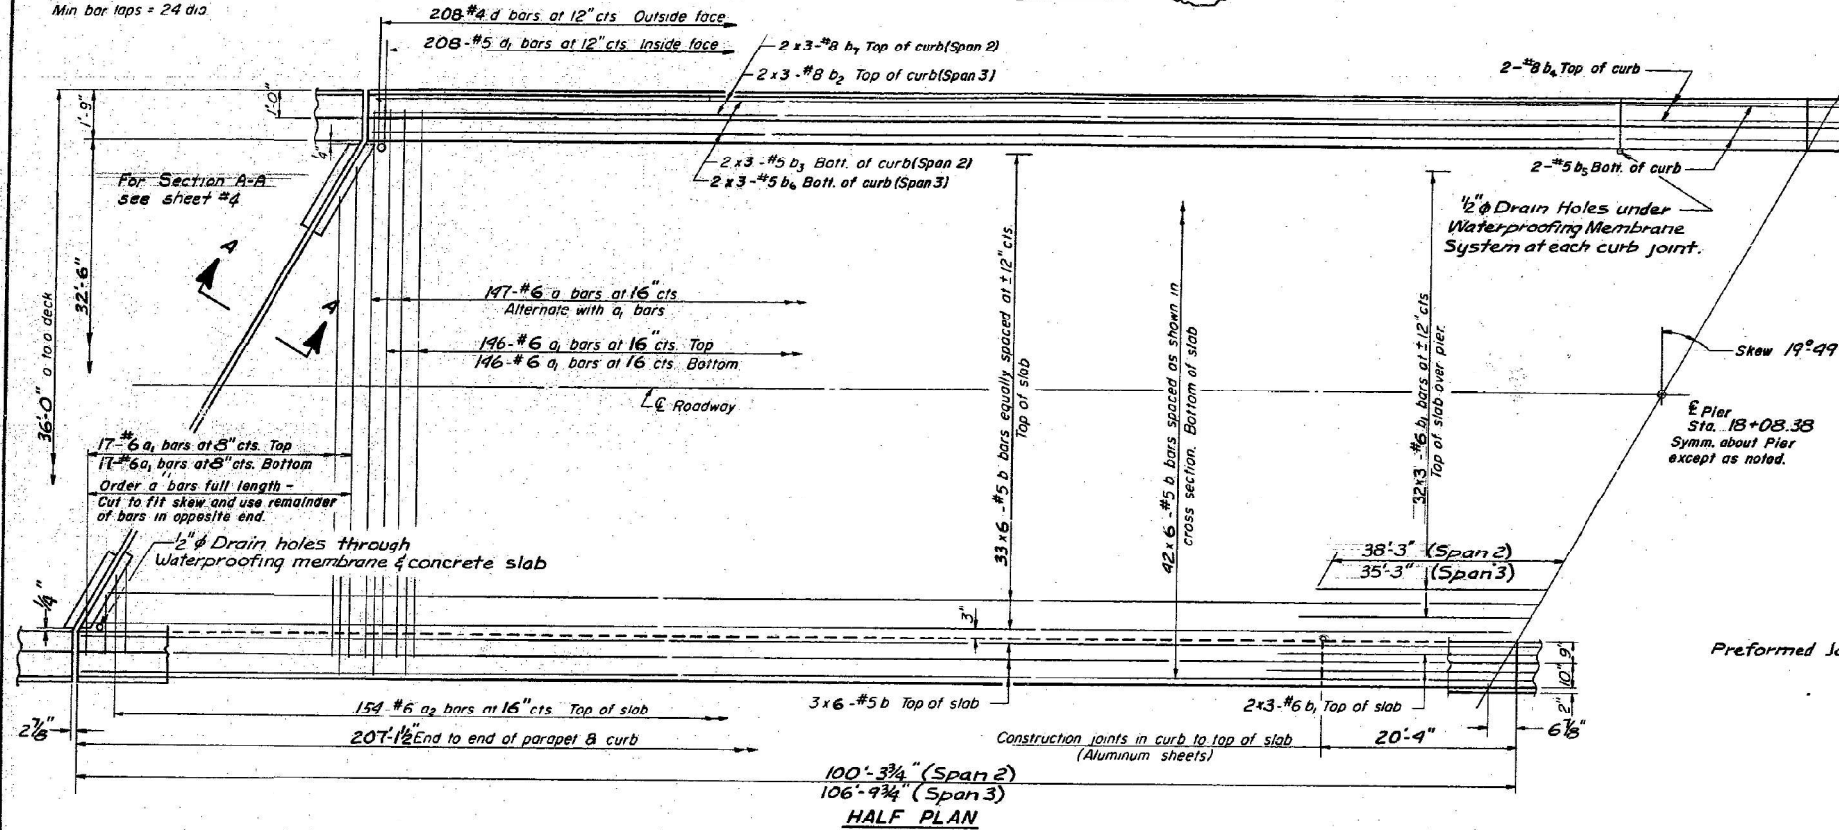 Min bar laps = 24 dia
208-#4 d bars at 12" cts Outside face
208-#5 d₁ bars at 12" cts Inside face
2 x 3-#8 b₇ Top of curb (Span 2)
2 x 3-#8 b₂ Top of curb (Span 3)
2-#8 b₄ Top of curb
1'-9"
1'-0"
4"
2 x 3-#5 b₃ Bott. of curb (Span 2)
2 x 3-#5 b₆ Bott. of curb (Span 3)
2-#5 b₅ Bott. of curb
For Section A-A
see sheet #4
1/2"φ Drain Holes under
Waterproofing Membrane
System at each curb joint.
A
A
36'-0" o to o deck
32'-6"
197-#6 a bars at 16" cts
Alternate with a₁ bars
196-#6 a₁ bars at 16" cts. Top
196-#6 a₁ bars at 16 cts. Bottom
℄ Roadway
33x6 -#5 b bars equally spaced at ±12" cts.
Top of slab
42x6 -#5 b bars spaced as shown in
cross section. Bottom of slab
32x3 -#6 b₁ bars at ±12" cts
Top of slab over pier.
Skew 19°-49
℄ Pier
Sta. 18+08.38
Symm. about Pier
except as noted.
17-#6 a₁ bars at 8" cts. Top
17-#6 a₁ bars at 8" cts. Bottom
Order a bars full length -
Cut to fit skew and use remainder
of bars in opposite end.
1/2"φ Drain holes through
Waterproofing membrane & concrete slab
38'-3" (Span 2)
35'-3" (Span 3)
3"
9"
10"
2"
Preformed Jo
154-#6 a₂ bars at 16" cts Top of slab
3 x 6-#5 b Top of slab
2x3-#6 b₁ Top of slab
2 7/8"
207'-1 1/2" End to end of parapet & curb
Construction joints in curb to top of slab
(Aluminum sheets)
20'-4"
6 7/8"
100'-3 3/4" (Span 2)
106'-9 3/4" (Span 3)
HALF PLAN